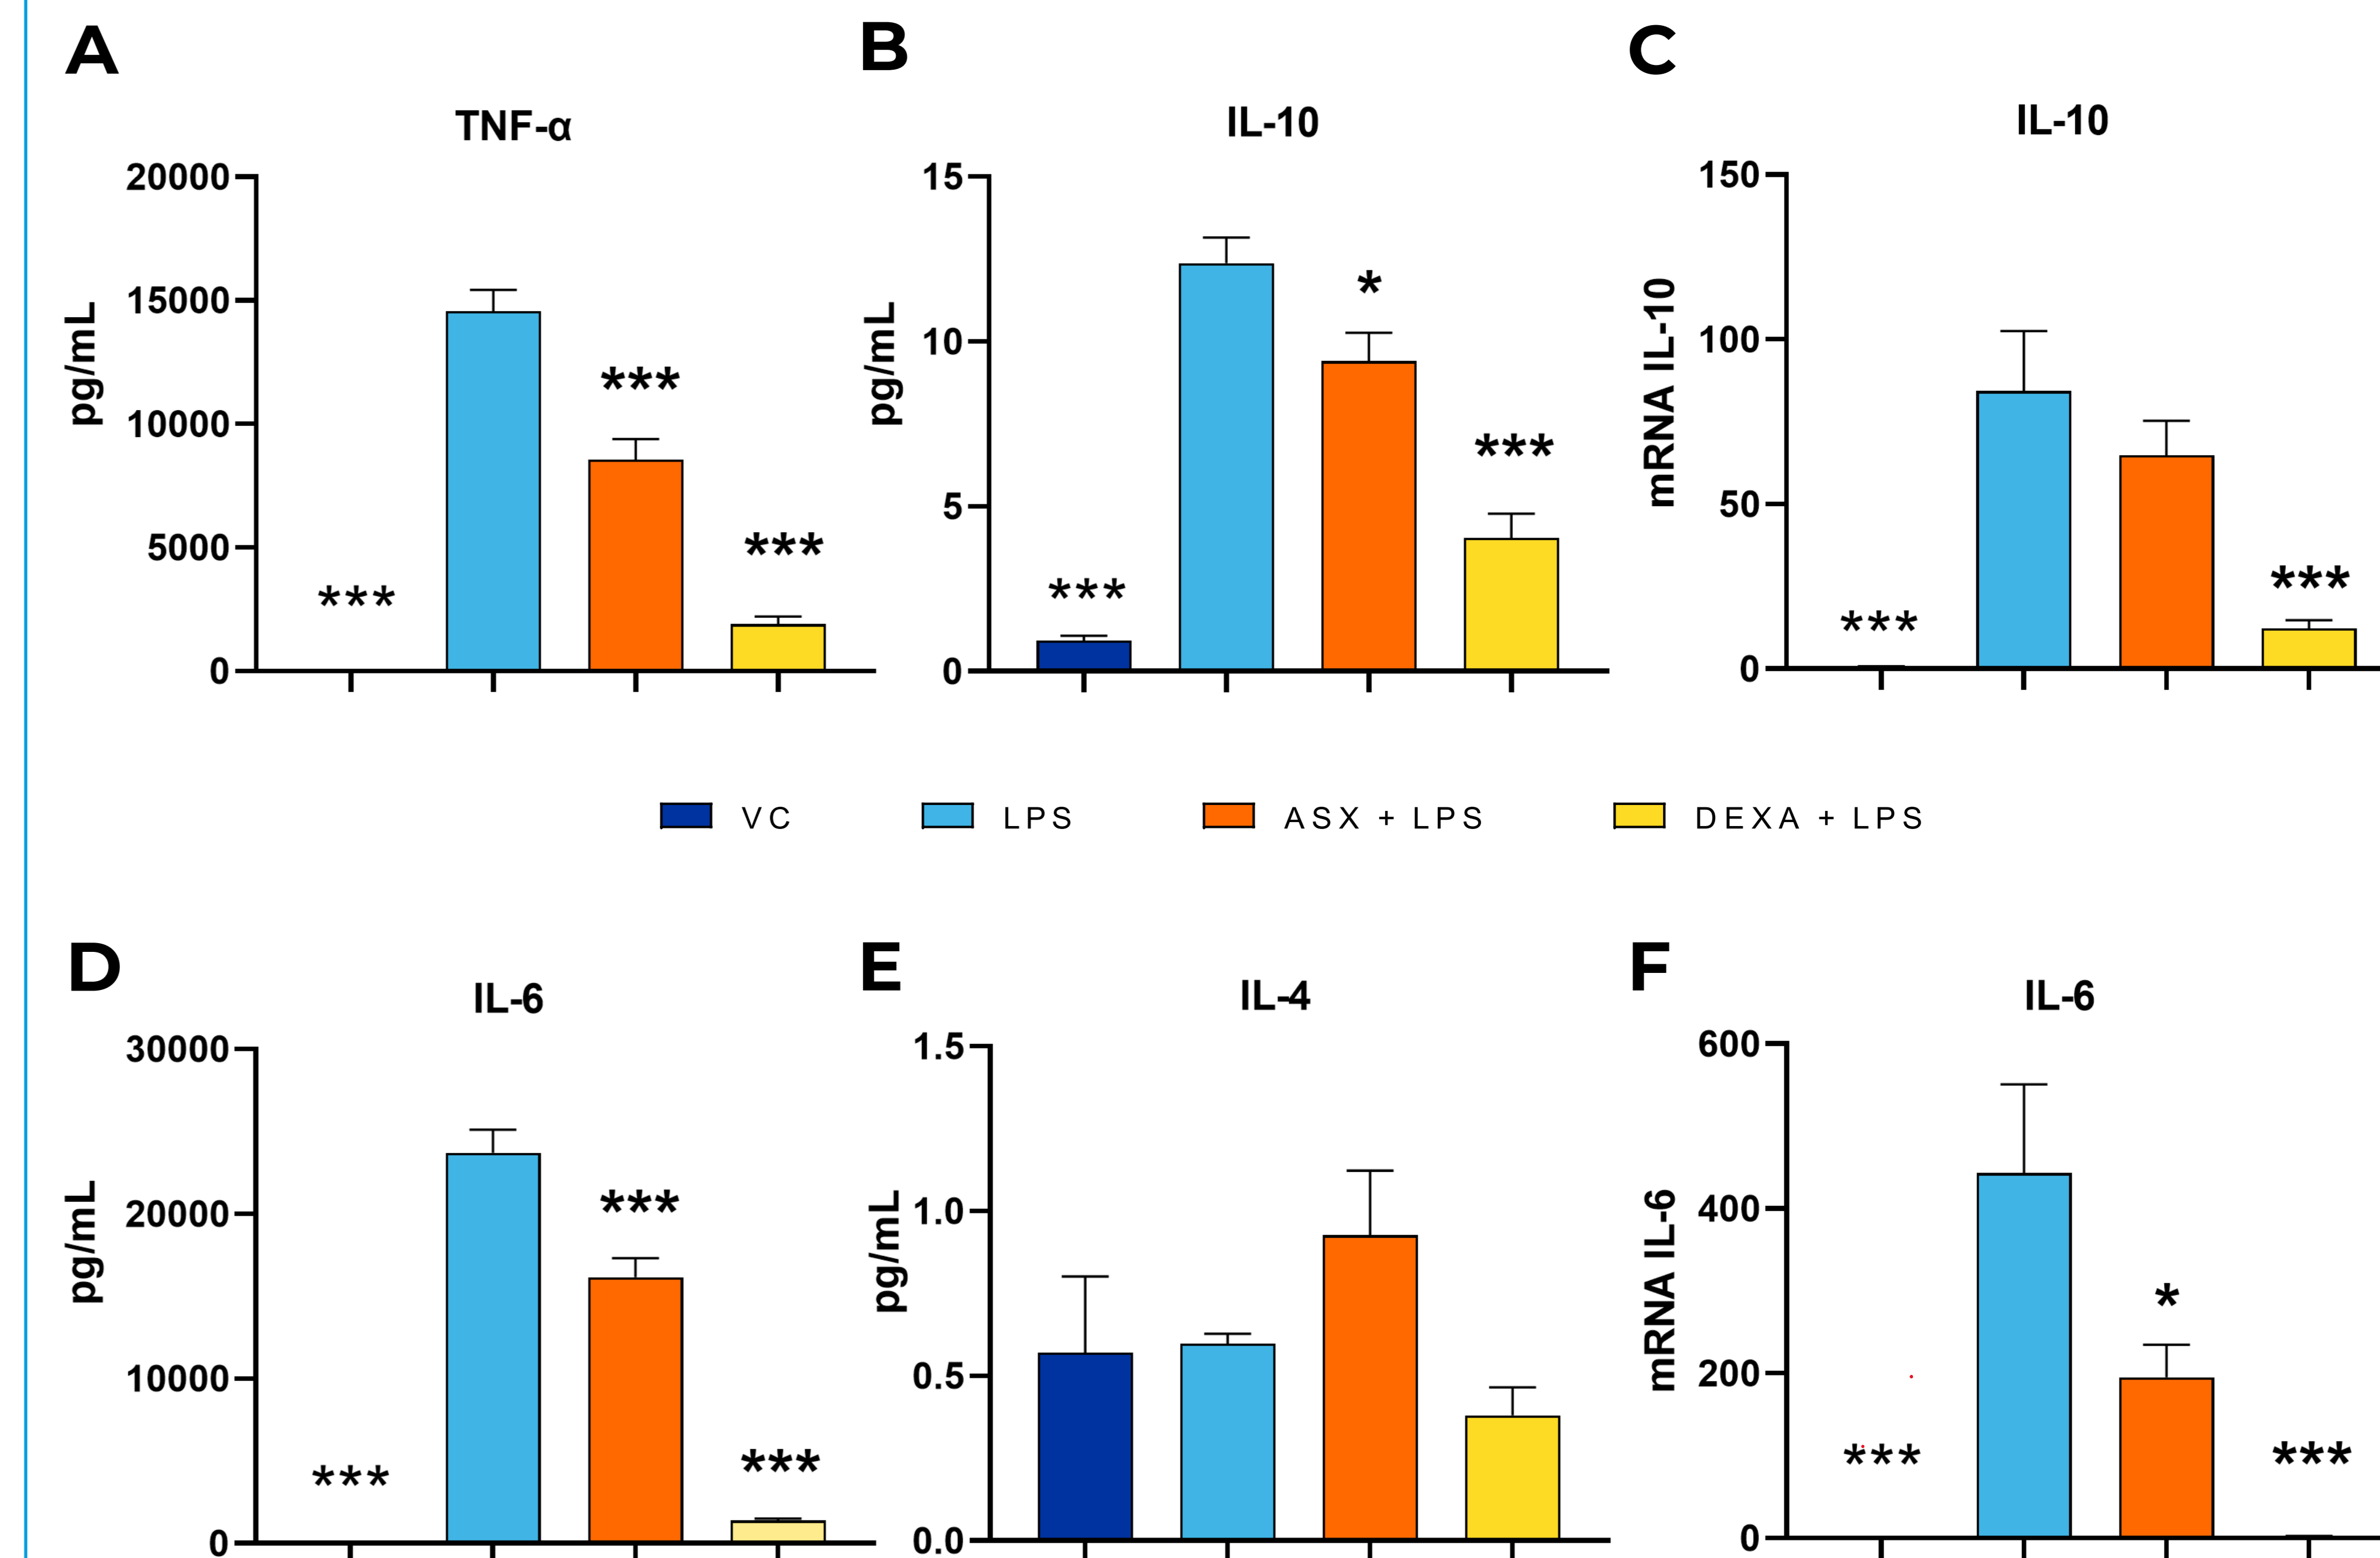 A
B
C
TNF-α
IL-10
IL-10
20000
15000
10000
5000
0
pg/mL
***
***
***
15
10
5
0
pg/mL
***
*
***
150
100
50
0
mRNA IL-10
***
***
VC
LPS
ASX + LPS
DEXA + LPS
D
E
F
IL-6
IL-4
IL-6
30000
20000
10000
0
pg/mL
***
***
***
1.5
1.0
0.5
0.0
pg/mL
600
400
200
0
mRNA IL-6
***
*
***